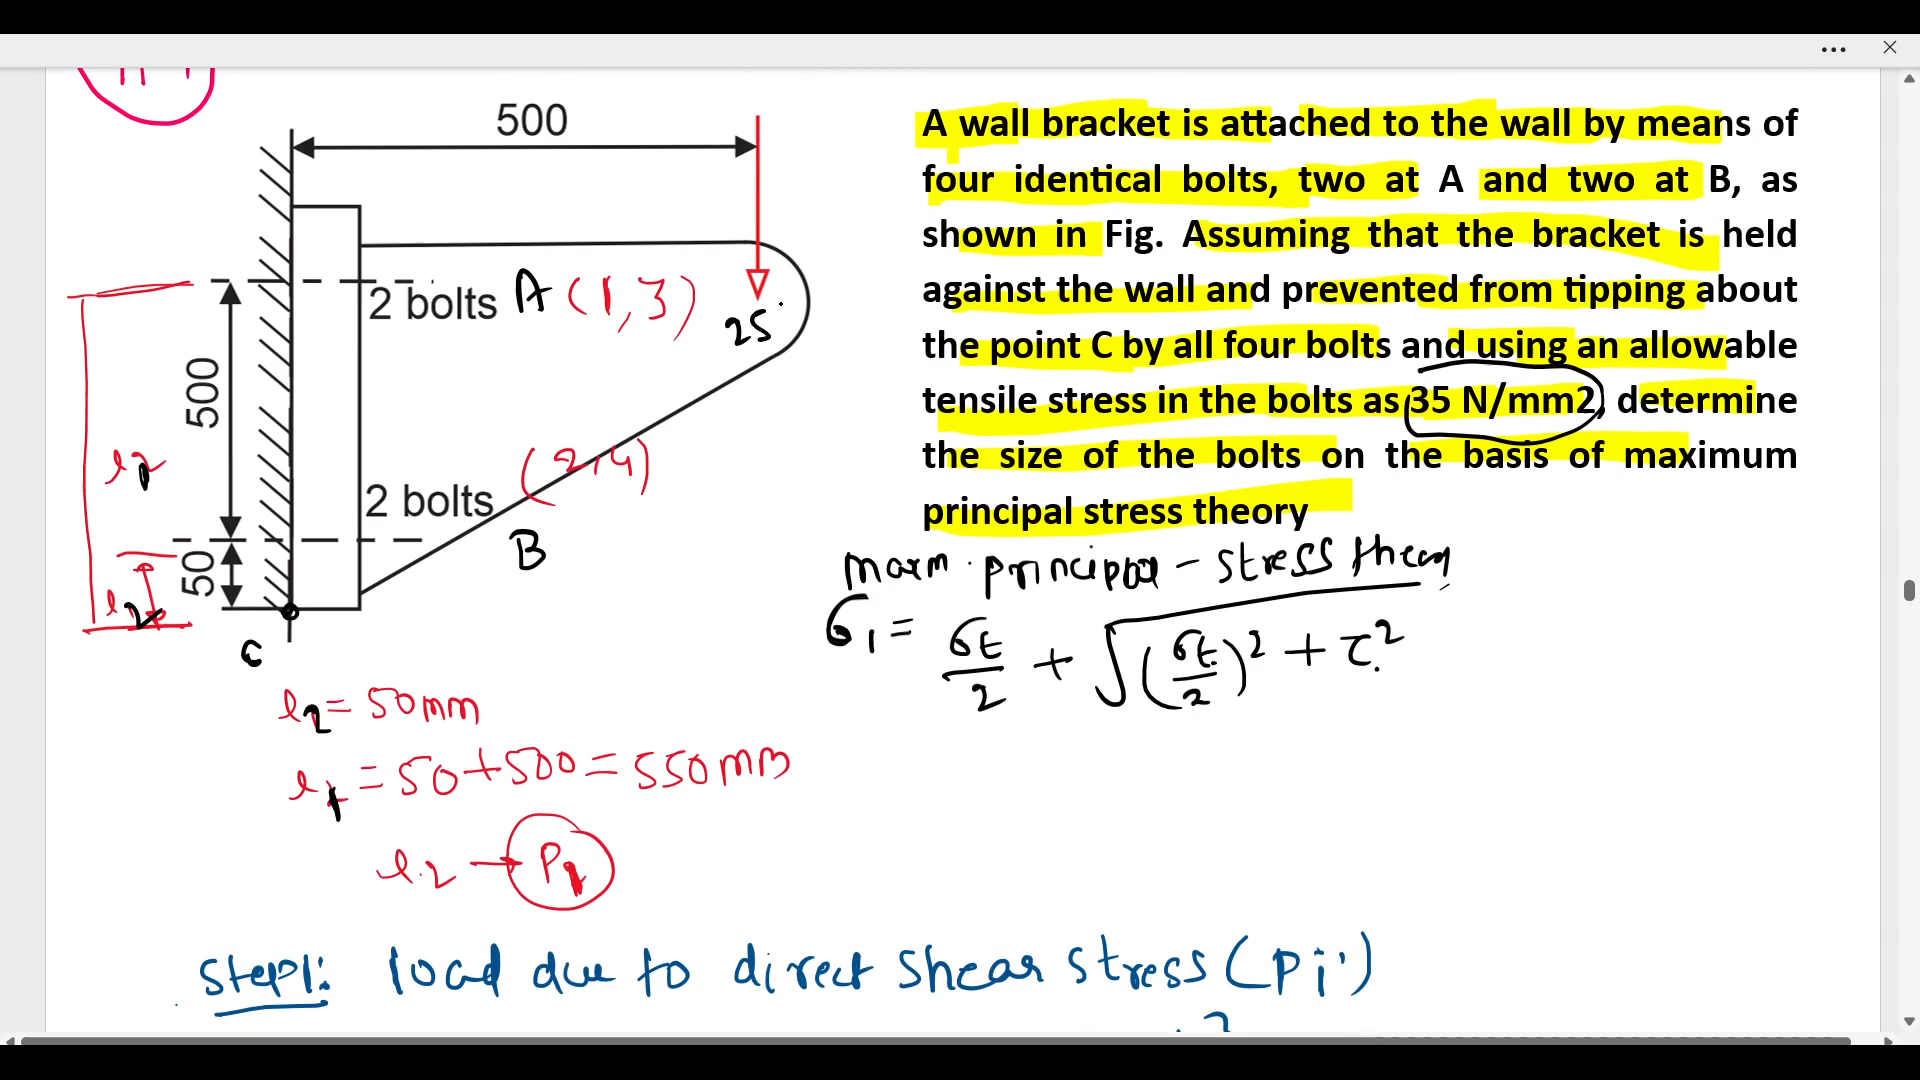 500
A wall bracket is attached to the wall by means of
four identical bolts, two at A and two at B, as
shown in Fig. Assuming that the bracket is held
against the wall and prevented from tipping about
the point C by all four bolts and using an allowable
tensile stress in the bolts as 35 N/mm2, determine
the size of the bolts on the basis of maximum
principal stress theory
2 bolts A (1,3)
25
500
l1
2 bolts (2,4)
B
50
l2
C
maxm. principal - stress theory
σ1 = σt/2 + √(σt/2)² + τ²
l2 = 50mm
l1 = 50+500 = 550mm
l2 → P1
Step1: load due to direct shear stress (Pi')